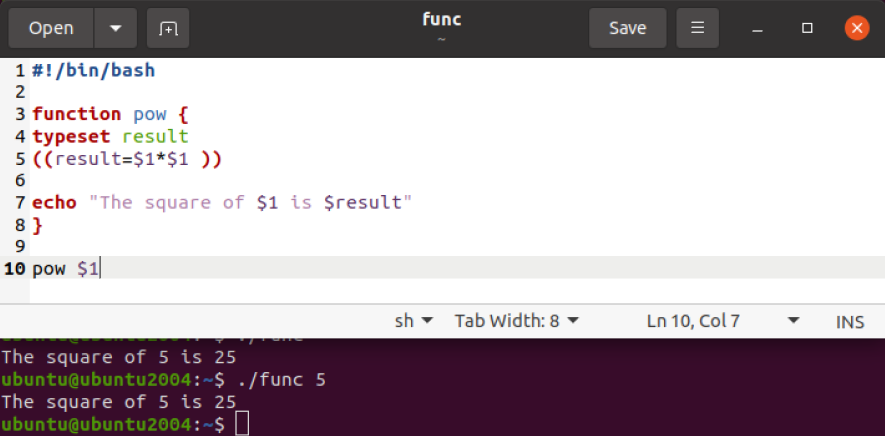 Open
func
~
Save
1 #!/bin/bash
2
3 function pow {
4 typeset result
5 ((result=$1*$1 ))
6
7 echo "The square of $1 is $result"
8 }
9
10 pow $1
sh Tab Width: 8 Ln 10, Col 7 INS
ubuntu@ubuntu2004:~$ ./func
The square of 5 is 25
ubuntu@ubuntu2004:~$ ./func 5
The square of 5 is 25
ubuntu@ubuntu2004:~$